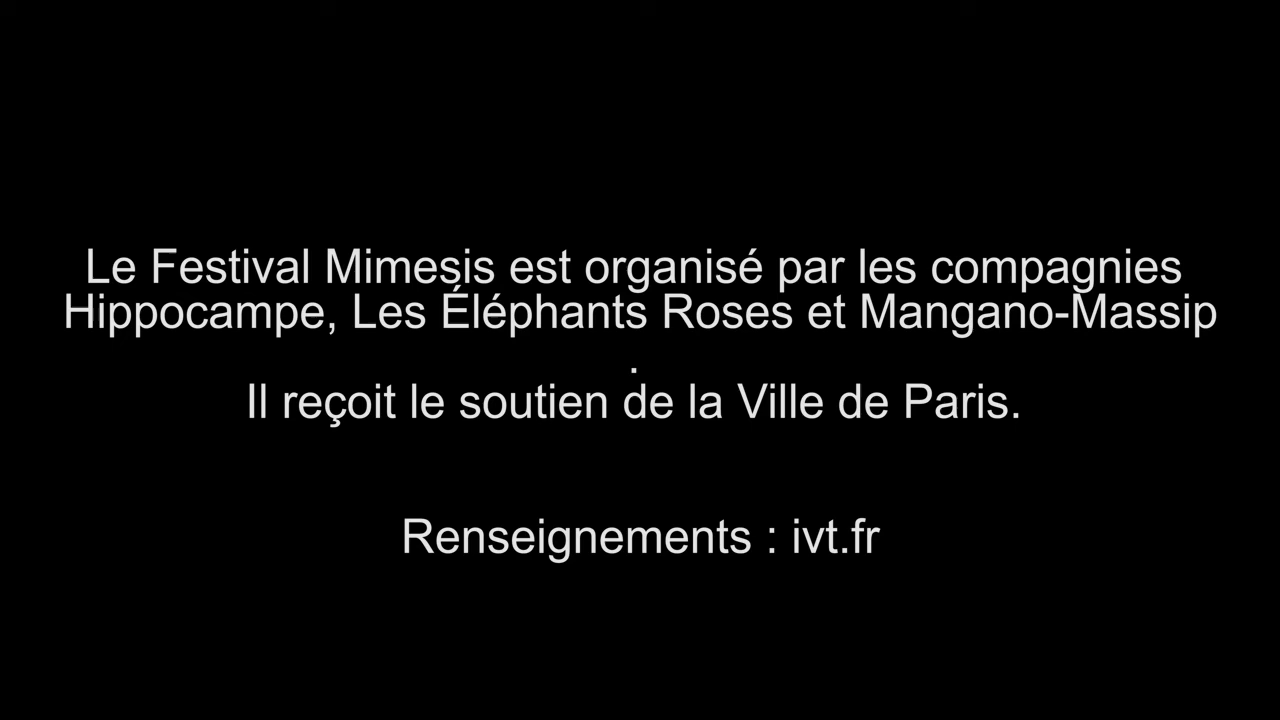 Le Festival Mimesis est organisé par les compagnies
Hippocampe, Les Éléphants Roses et Mangano-Massip
.
Il reçoit le soutien de la Ville de Paris.
Renseignements : ivt.fr